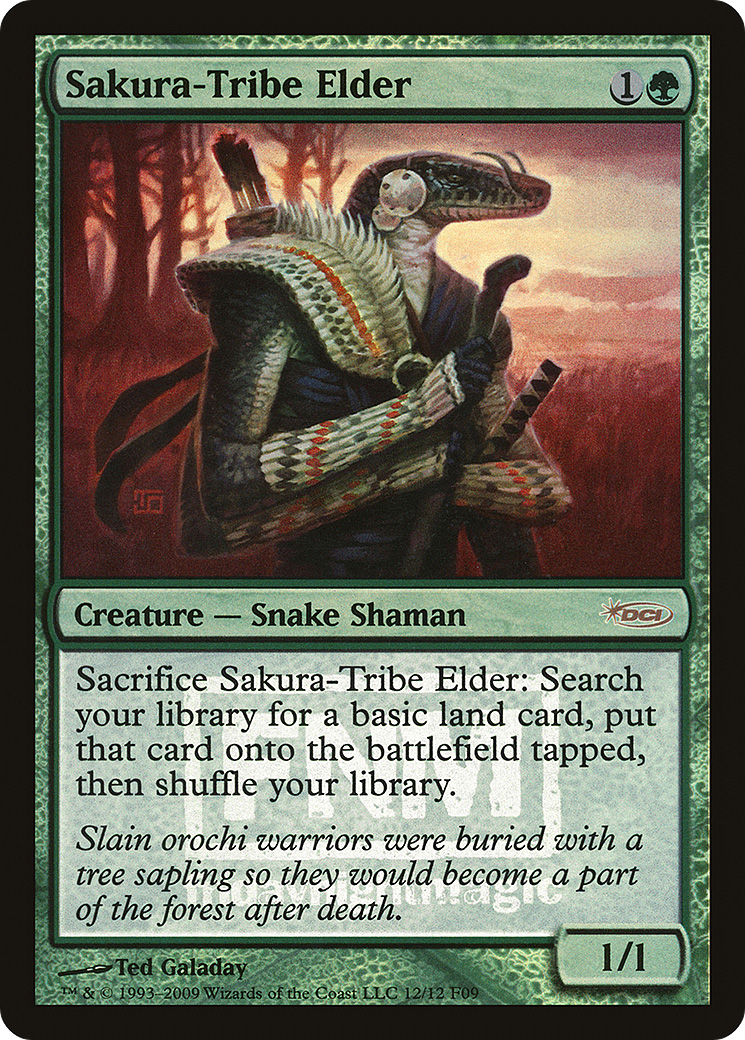 Sakura-Tribe Elder
1
Creature — Snake Shaman
DCI
Sacrifice Sakura-Tribe Elder: Search
your library for a basic land card, put
that card onto the battlefield tapped,
then shuffle your library.
FNM
Slain orochi warriors were buried with a
tree sapling so they would become a part
of the forest after death.
1/1
Ted Galaday
™ & © 1993–2009 Wizards of the Coast LLC 12/12 F09